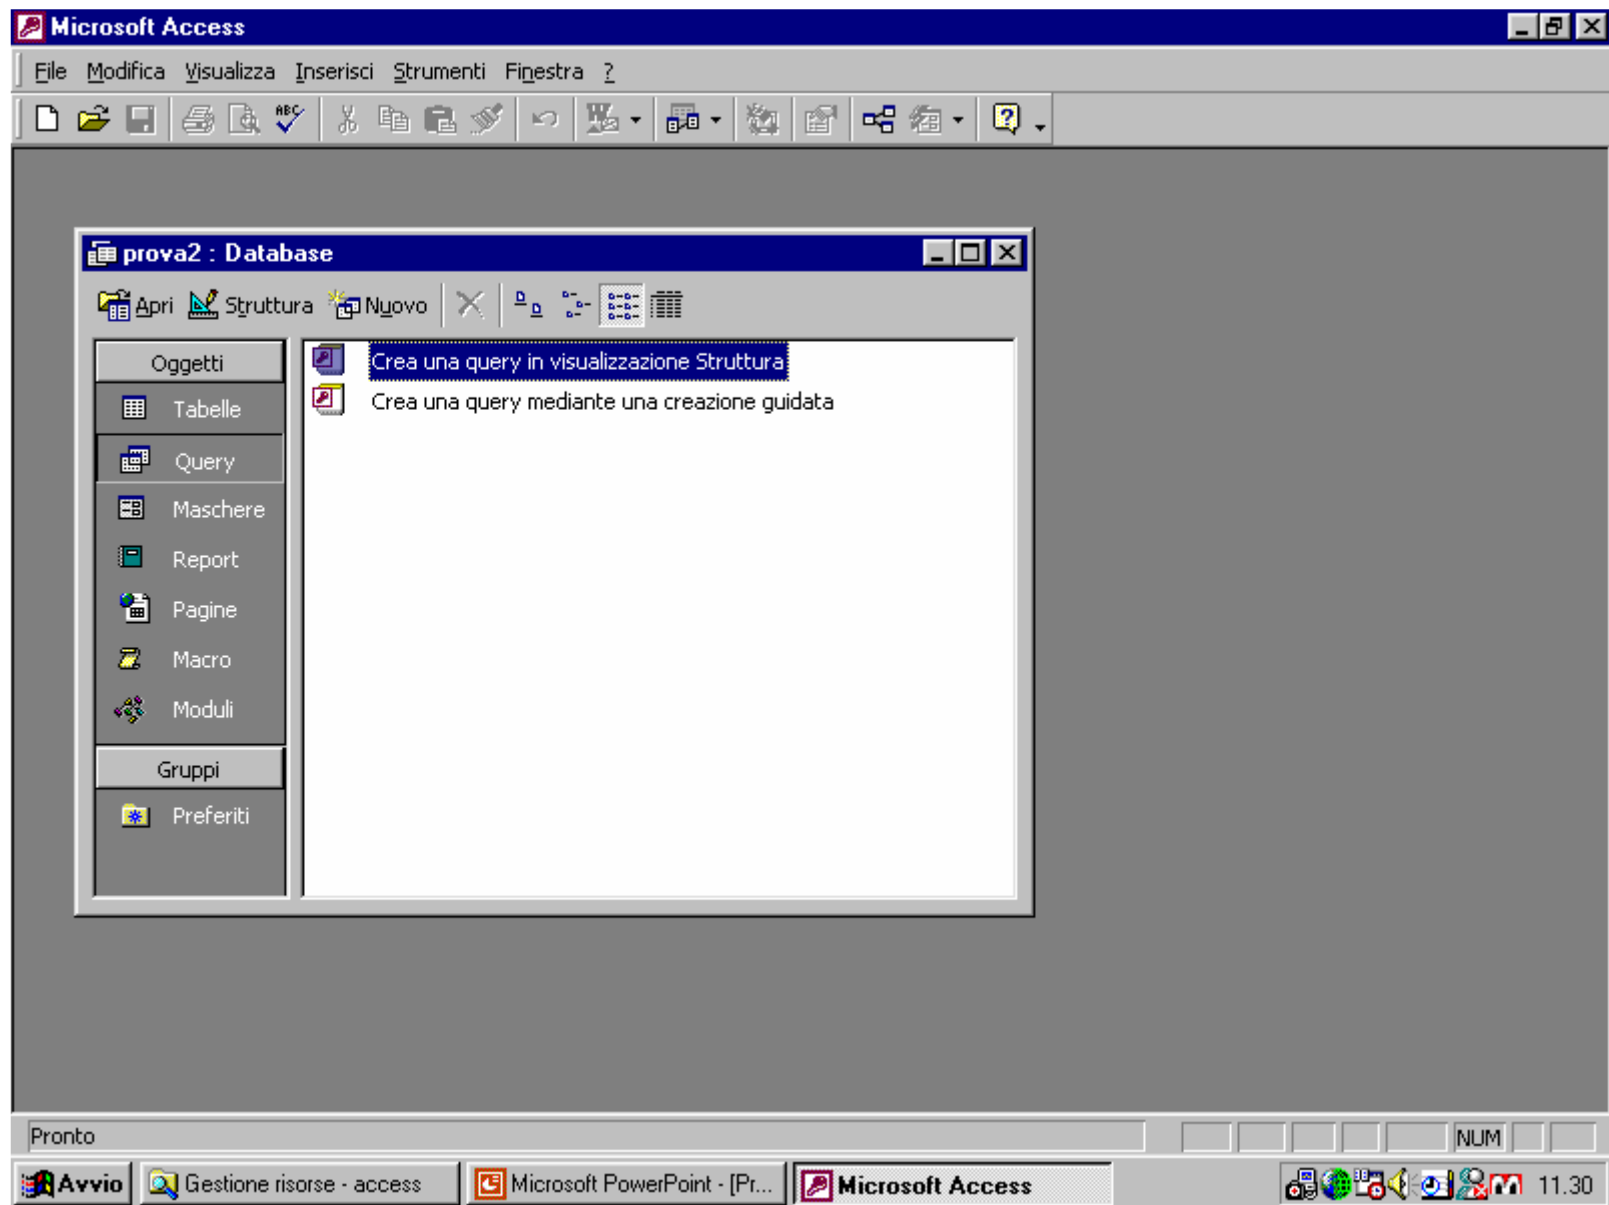 Microsoft Access
File Modifica Visualizza Inserisci Strumenti Finestra ?
ABC
prova2 : Database
Apri Struttura Nuovo
Oggetti
Tabelle
Query
Maschere
Report
Pagine
Macro
Moduli
Gruppi
Preferiti
Crea una query in visualizzazione Struttura
Crea una query mediante una creazione guidata
Pronto
NUM
Avvio
Gestione risorse - access
Microsoft PowerPoint - [Pr...
Microsoft Access
11.30